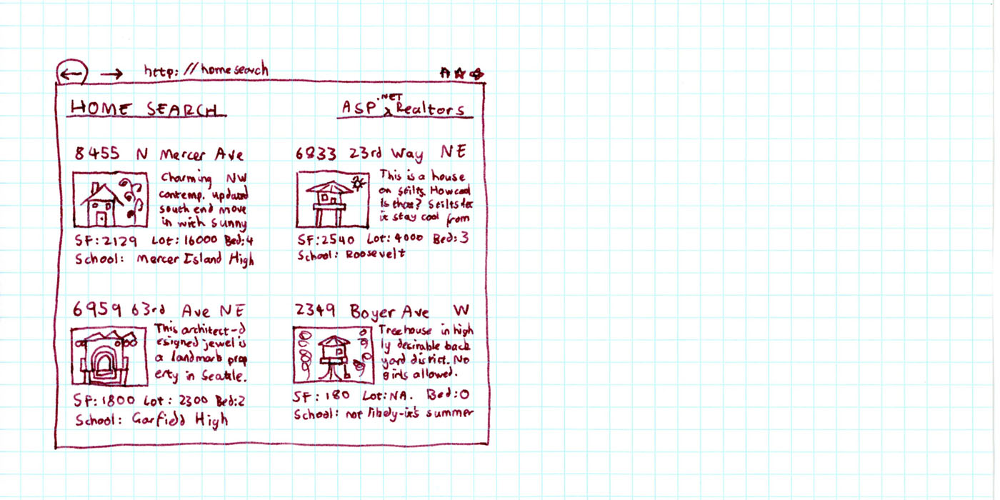 http://homesearch
HOME SEARCH
ASP.NET Realtors
8455 N Mercer Ave
Charming NW
contemp. updated
south end move
in with sunny
SF:2129 Lot:16000 Bed:4
School: Mercer Island High
6833 23rd Way NE
This is a house
on stilts. How cool
is that? Stilts let
it stay cool from
SF:2540 Lot:4000 Bed:3
School: Roosevelt
6959 63rd Ave NE
This architect-d
esigned jewel is
a landmark prop
erty in Seattle.
SF:1800 Lot: 2300 Bed:2
School: Garfield High
2349 Boyer Ave W
Treehouse in high
ly desirable back
yard district. No
girls allowed.
SF: 180 Lot:NA. Bed:0
School: not likely-it's summer